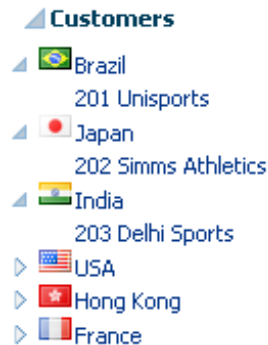 Customers
Brazil
201 Unisports
Japan
202 Simms Athletics
India
203 Delhi Sports
USA
Hong Kong
France